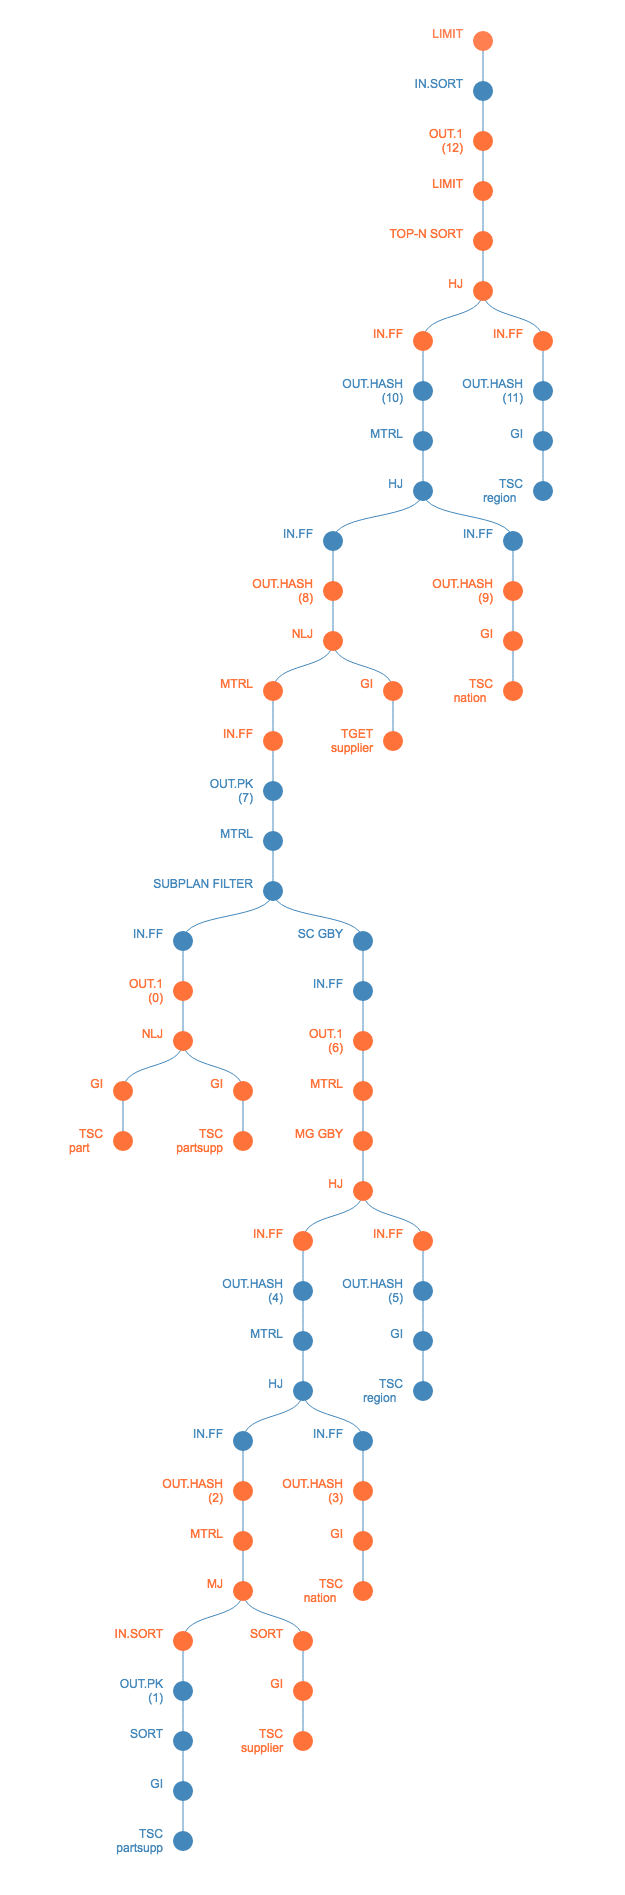 LIMIT
IN.SORT
OUT.1
(12)
LIMIT
TOP-N SORT
HJ
IN.FF
IN.FF
OUT.HASH
(10)
OUT.HASH
(11)
MTRL
GI
HJ
TSC
region
IN.FF
IN.FF
OUT.HASH
(8)
OUT.HASH
(9)
NLJ
GI
MTRL
GI
TSC
nation
IN.FF
TGET
supplier
OUT.PK
(7)
MTRL
SUBPLAN FILTER
IN.FF
SC GBY
OUT.1
(0)
IN.FF
NLJ
OUT.1
(6)
GI
GI
MTRL
TSC
part
TSC
partsupp
MG GBY
HJ
IN.FF
IN.FF
OUT.HASH
(4)
OUT.HASH
(5)
MTRL
GI
HJ
TSC
region
IN.FF
IN.FF
OUT.HASH
(2)
OUT.HASH
(3)
MTRL
GI
MJ
TSC
nation
IN.SORT
SORT
OUT.PK
(1)
GI
SORT
TSC
supplier
GI
TSC
partsupp